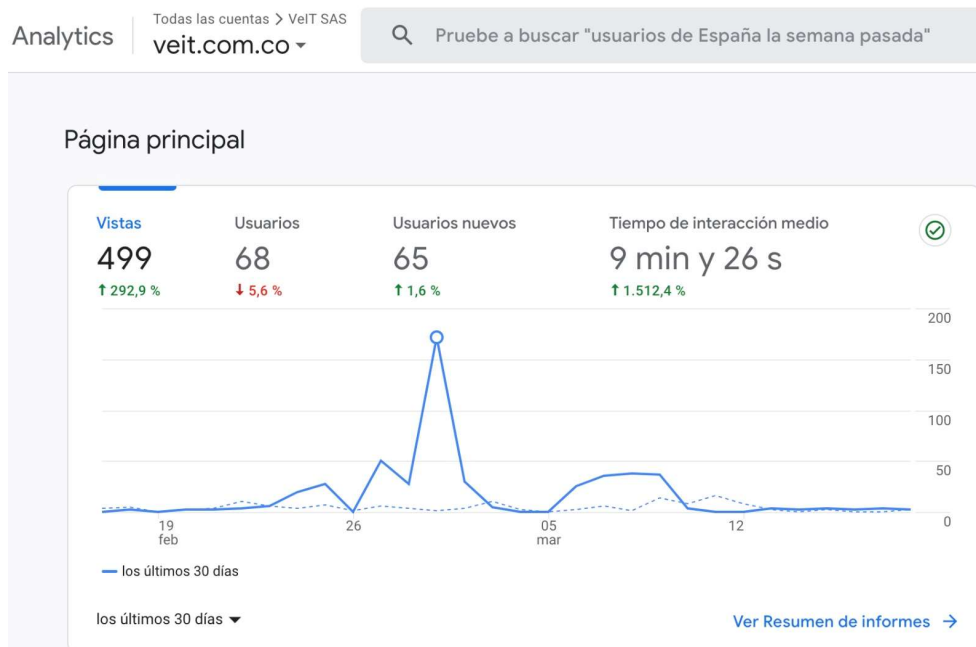 Analytics
Todas las cuentas > VeIT SAS
veit.com.co
Pruebe a buscar "usuarios de España la semana pasada"
Página principal
Vistas
499
↑ 292,9 %
Usuarios
68
↓ 5,6 %
Usuarios nuevos
65
↑ 1,6 %
Tiempo de interacción medio
9 min y 26 s
↑ 1.512,4 %
200
150
100
50
0
19
feb
26
05
mar
12
los últimos 30 días
los últimos 30 días
Ver Resumen de informes →